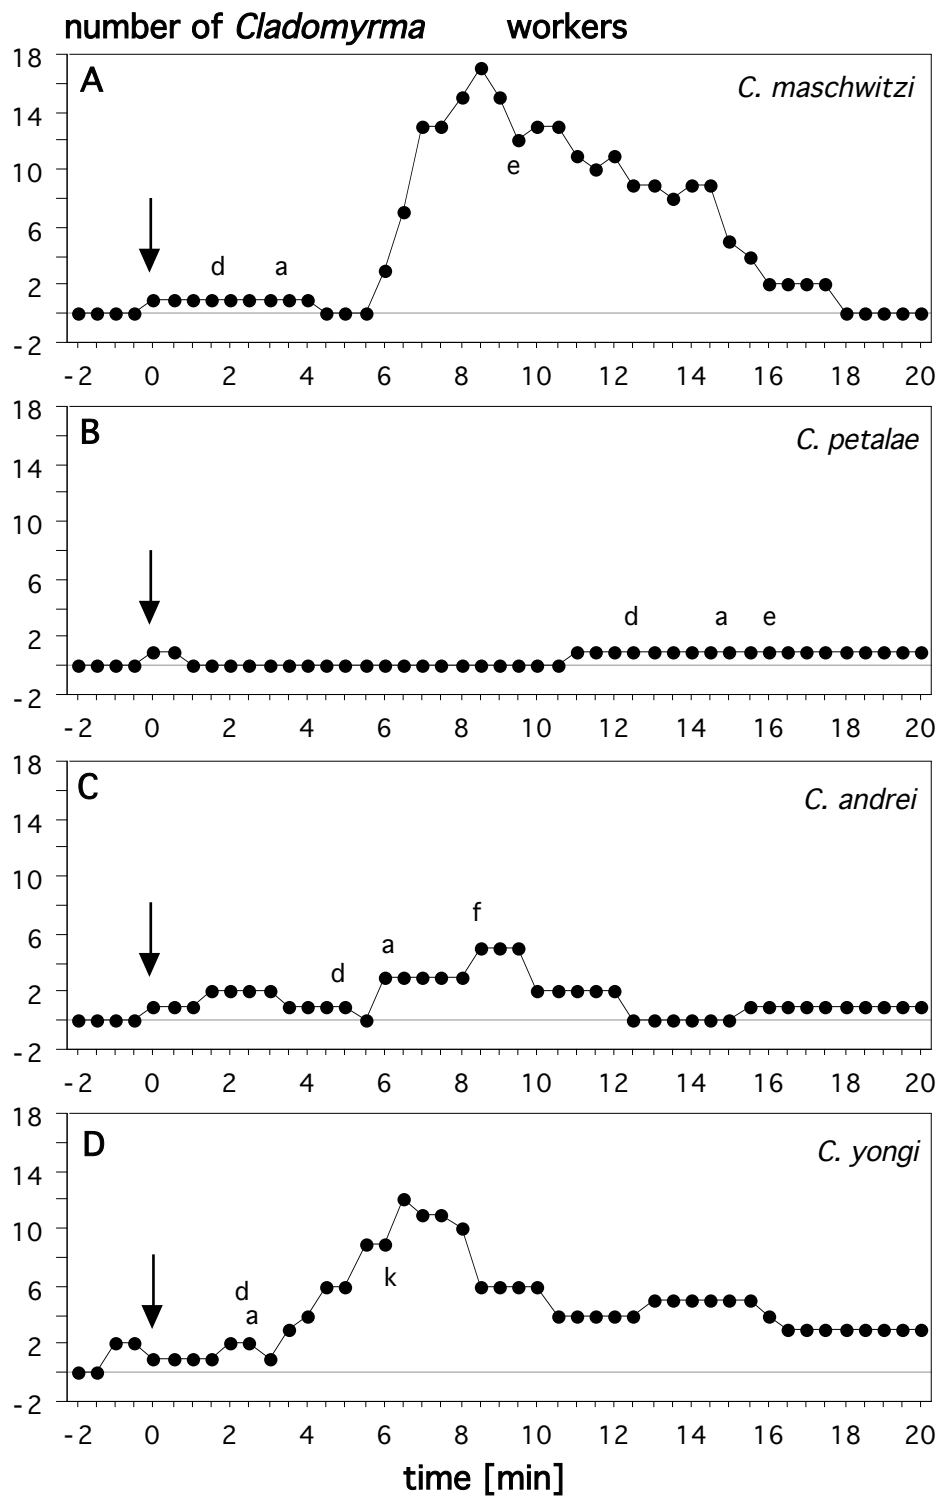 number of Cladomyrma workers
18
A
C. maschwitzi
14
10
e
6
d a
2
-2
-2 0 2 4 6 8 10 12 14 16 18 20
18
B
C. petalae
14
10
6
d a e
2
-2
-2 0 2 4 6 8 10 12 14 16 18 20
18
C
C. andrei
14
10
f
6
a
d
2
-2
-2 0 2 4 6 8 10 12 14 16 18 20
18
D
C. yongi
14
10
k
6
d
a
2
-2
-2 0 2 4 6 8 10 12 14 16 18 20
time [min]